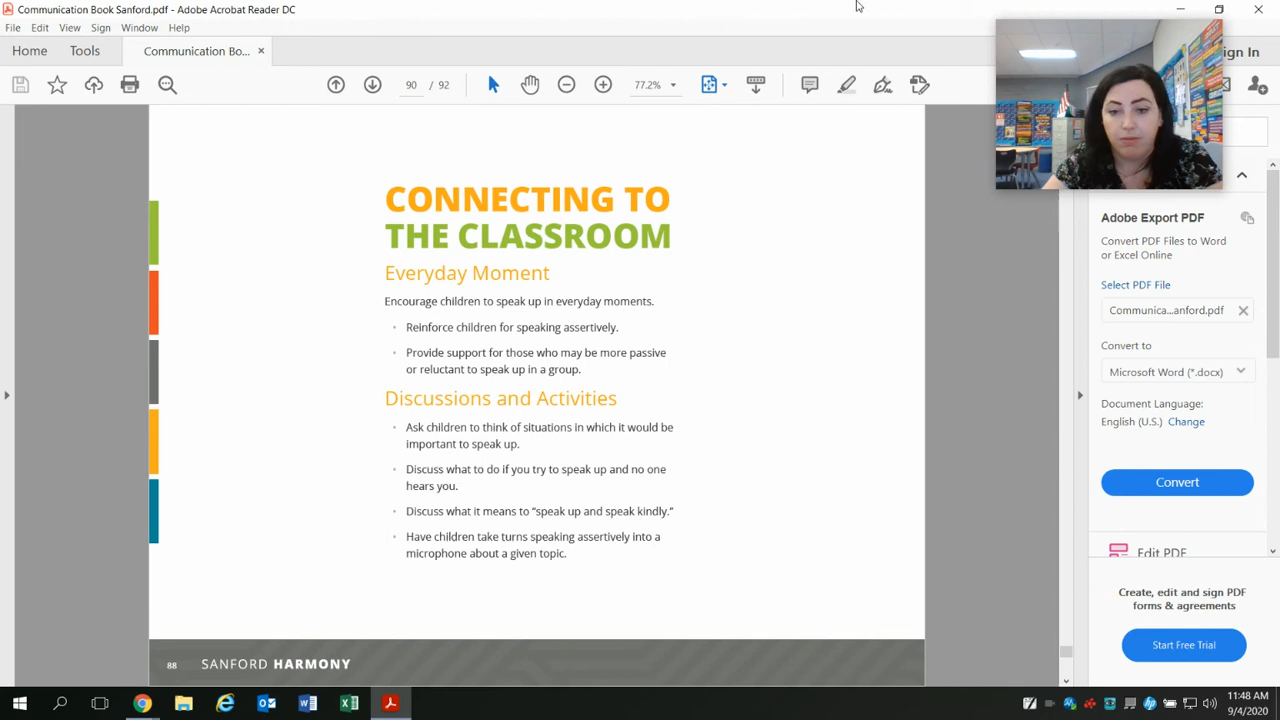 Communication Book Sanford.pdf - Adobe Acrobat Reader DC
File Edit View Sign Window Help
Home Tools Communication Bo... ×
Sign In
90 / 92
77.2%
CONNECTING TO
THE CLASSROOM
Everyday Moment
Encourage children to speak up in everyday moments.
• Reinforce children for speaking assertively.
• Provide support for those who may be more passive
or reluctant to speak up in a group.
Discussions and Activities
• Ask children to think of situations in which it would be
important to speak up.
• Discuss what to do if you try to speak up and no one
hears you.
• Discuss what it means to “speak up and speak kindly.”
• Have children take turns speaking assertively into a
microphone about a given topic.
88 SANFORD HARMONY
Adobe Export PDF
Convert PDF Files to Word
or Excel Online
Select PDF File
Communica...anford.pdf
Convert to
Microsoft Word (*.docx)
Document Language:
English (U.S.) Change
Convert
Edit PDF
Create, edit and sign PDF
forms & agreements
Start Free Trial
11:48 AM
9/4/2020